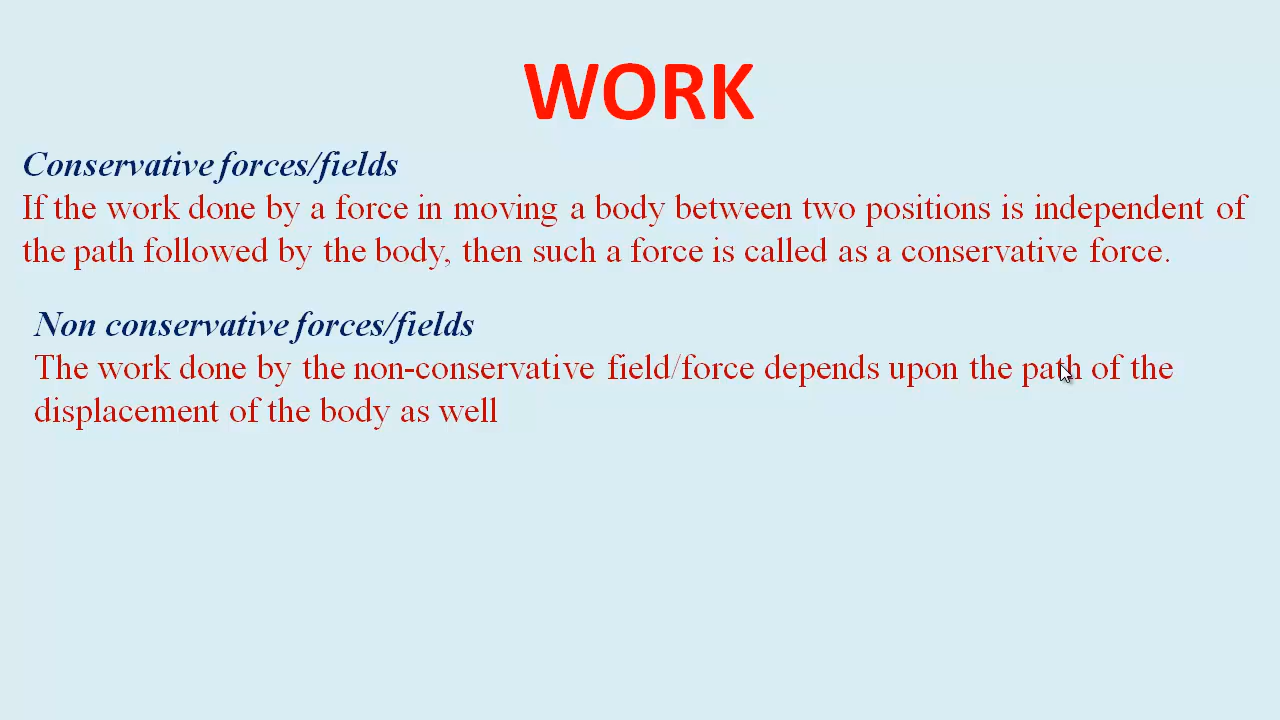 WORK
Conservative forces/fields
If the work done by a force in moving a body between two positions is independent of
the path followed by the body, then such a force is called as a conservative force.
Non conservative forces/fields
The work done by the non-conservative field/force depends upon the path of the
displacement of the body as well